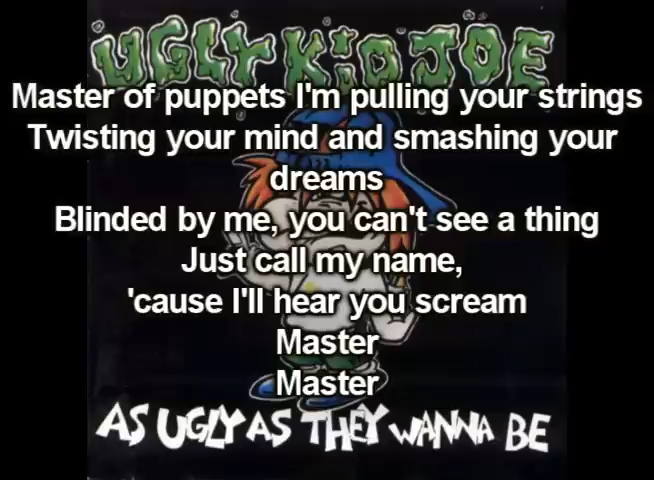 UGLY KID JOE
Master of puppets I'm pulling your strings
Twisting your mind and smashing your
dreams
Blinded by me, you can't see a thing
Just call my name,
'cause I'll hear you scream
Master
Master
AS UGLY AS THEY WANNA BE